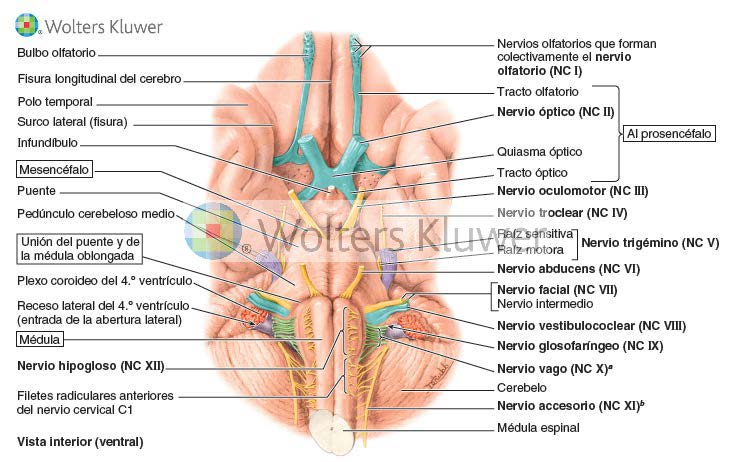 Wolters Kluwer
Bulbo olfatorio
Fisura longitudinal del cerebro
Polo temporal
Surco lateral (fisura)
Infundíbulo
Mesencéfalo
Puente
Pedúnculo cerebeloso medio
Unión del puente y de
la médula oblongada
Plexo coroideo del 4.º ventrículo
Receso lateral del 4.º ventrículo
(entrada de la abertura lateral)
Médula
Nervio hipogloso (NC XII)
Filetes radiculares anteriores
del nervio cervical C1
Vista interior (ventral)
Nervios olfatorios que forman
colectivamente el nervio
olfatorio (NC I)
Tracto olfatorio
Nervio óptico (NC II)
Al prosencéfalo
Quiasma óptico
Tracto óptico
Nervio oculomotor (NC III)
Nervio troclear (NC IV)
Raíz sensitiva
Raíz motora
Nervio trigémino (NC V)
Nervio abducens (NC VI)
Nervio facial (NC VII)
Nervio intermedio
Nervio vestibulococlear (NC VIII)
Nervio glosofaríngeo (NC IX)
Nervio vago (NC X)a
Cerebelo
Nervio accesorio (NC XI)b
Médula espinal
Wolters Kluwer